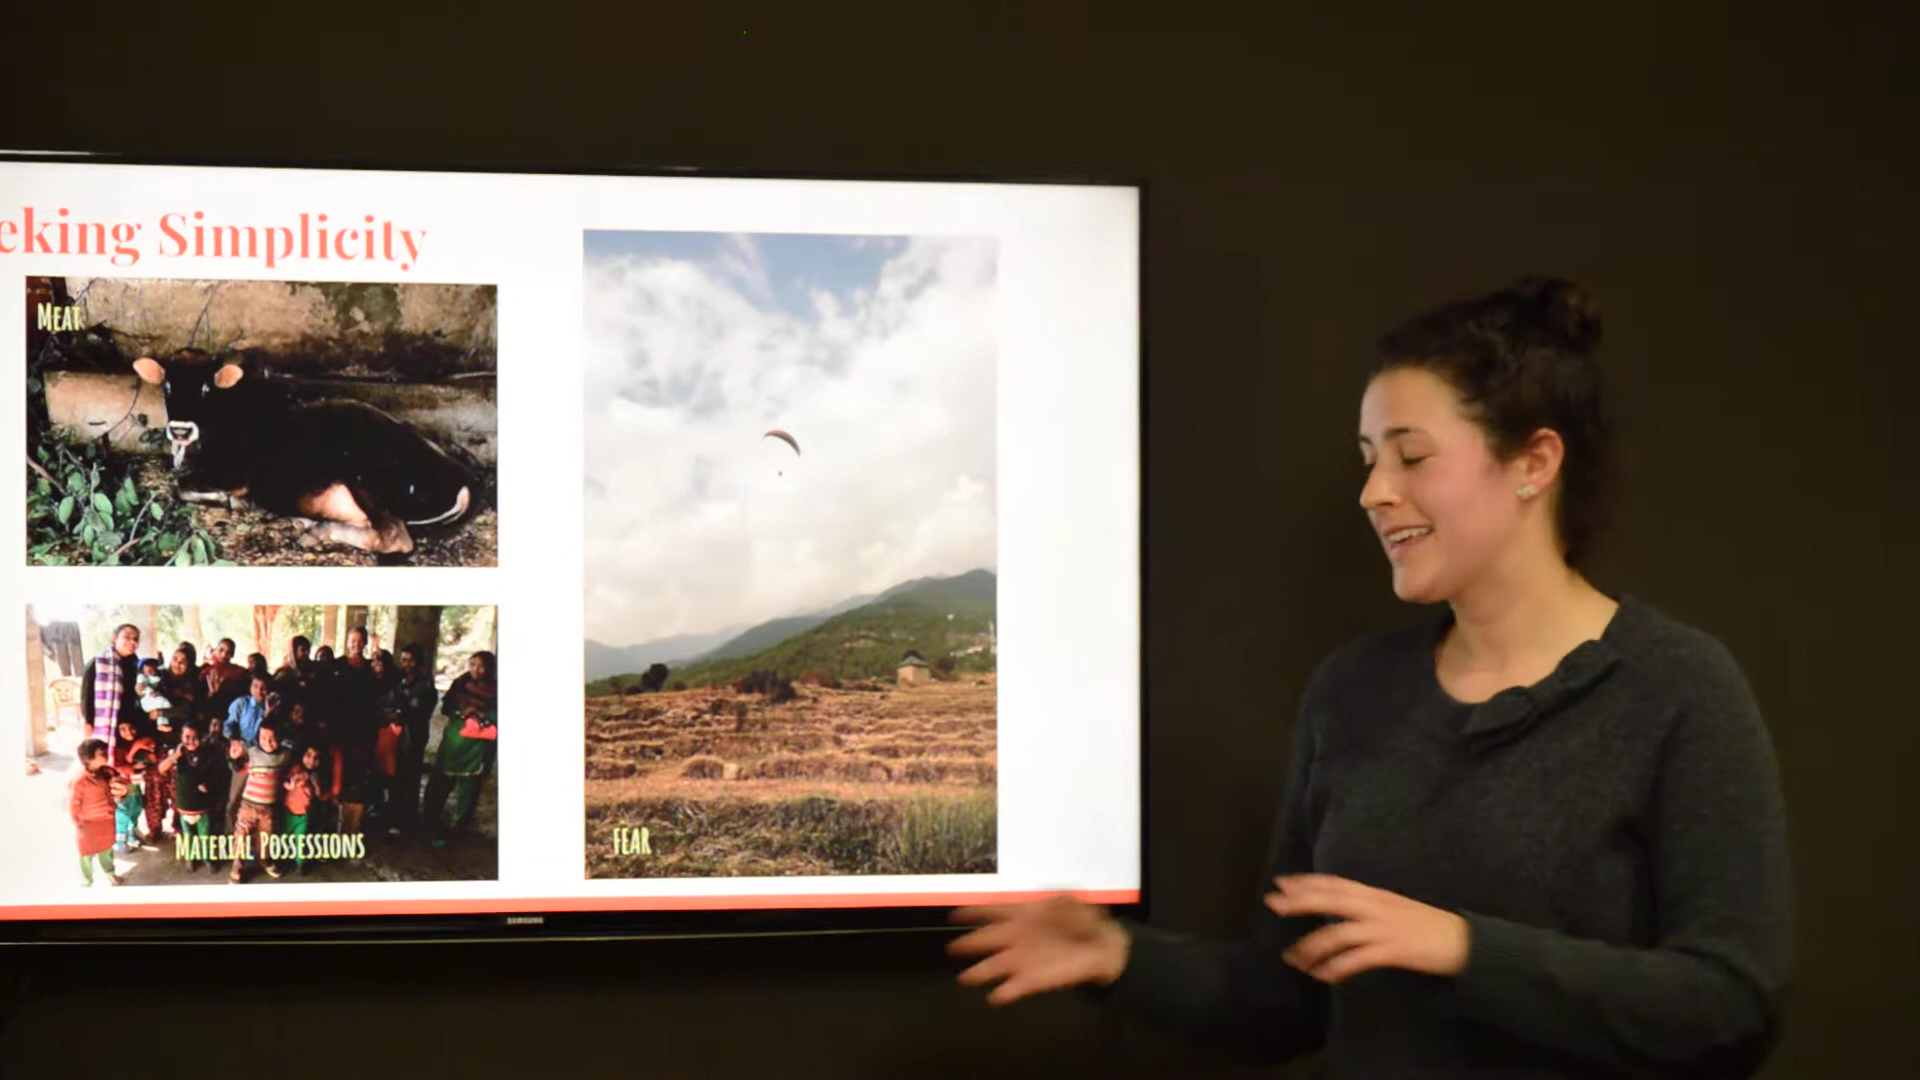 eking Simplicity
MEAT
MATERIAL POSSESSIONS
FEAR
SAMSUNG